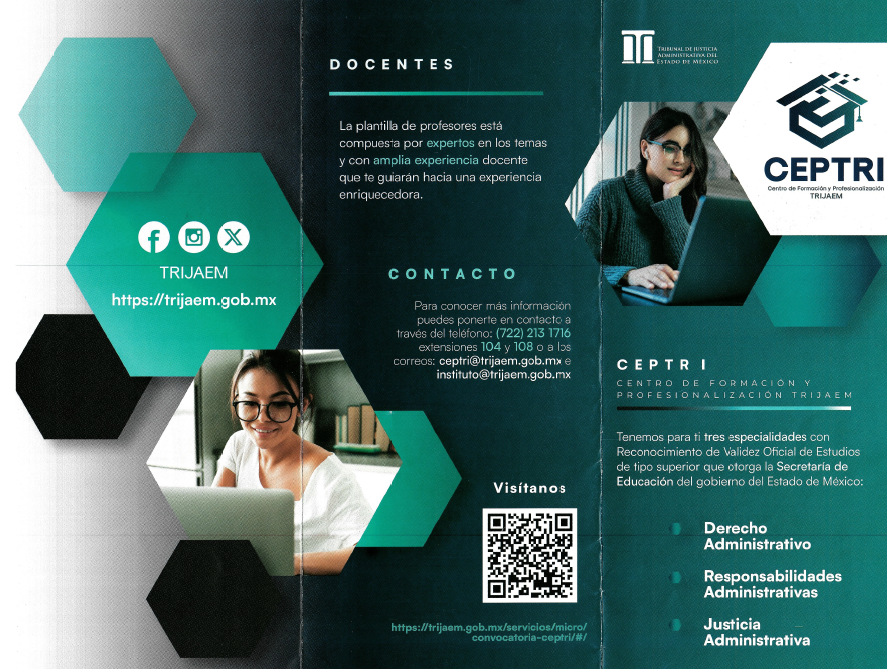 TRIJAEM
https://trijaem.gob.mx
DOCENTES
La plantilla de profesores está
compuesta por expertos en los temas
y con amplia experiencia docente
que te guiarán hacia una experiencia
enriquecedora.
CONTACTO
Para conocer más información
puedes ponerte en contacto a
través del teléfono: (722) 213 1716
extensiones 104 y 108 o a los
correos: ceptri@trijaem.gob.mx e
instituto@trijaem.gob.mx
Visítanos
https://trijaem.gob.mx/servicios/micro/
convocatoria-ceptri/#/
TRIBUNAL DE JUSTICIA
ADMINISTRATIVA DEL
ESTADO DE MÉXICO
CEPTRI
Centro de Formación y Profesionalización
TRIJAEM
CEPTRI
CENTRO DE FORMACIÓN Y
PROFESIONALIZACIÓN TRIJAEM
Tenemos para ti tres especialidades con
Reconocimiento de Validez Oficial de Estudios
de tipo superior que otorga la Secretaría de
Educación del gobierno del Estado de México:
Derecho
Administrativo
Responsabilidades
Administrativas
Justicia
Administrativa